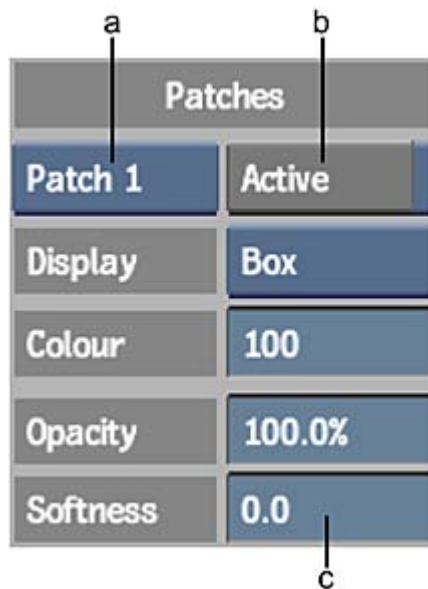 a b
Patches
Patch 1 Active
Display Box
Colour 100
Opacity 100.0%
Softness 0.0
c